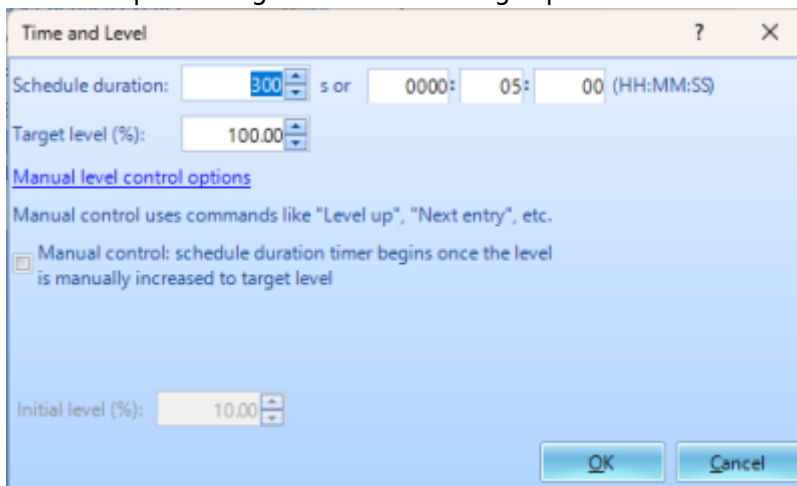 Time and Level ? ×
Schedule duration: 300 s or 0000: 05: 00 (HH:MM:SS)
Target level (%): 100.00
Manual level control options
Manual control uses commands like "Level up", "Next entry", etc.
Manual control: schedule duration timer begins once the level
is manually increased to target level
Initial level (%): 10.00
OK Cancel